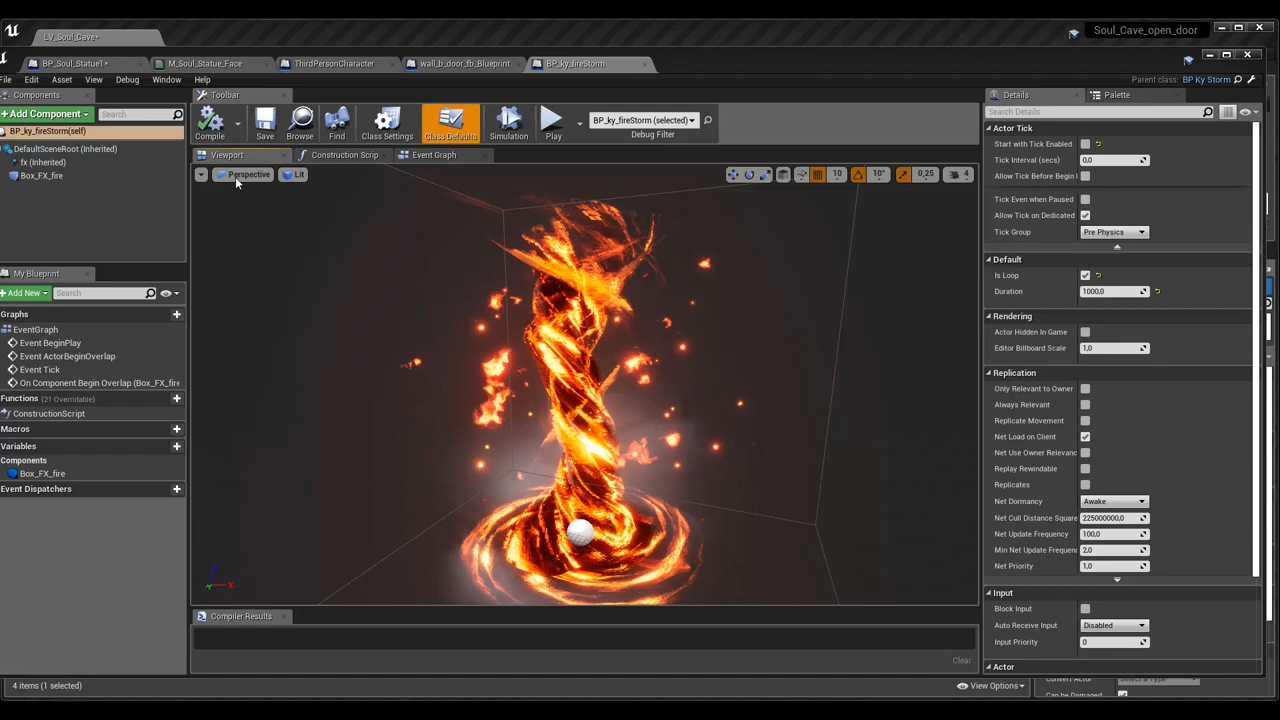 LV_Soul_Cave*
Soul_Cave_open_door
BP_Soul_Statue1*
M_Soul_Statue_Face
ThirdPersonCharacter
wall_b_door_fb_Blueprint
BP_ky_fireStorm
File Edit Asset View Debug Window Help
Parent class: BP Ky Storm
Components
Toolbar
Details
Palette
+ Add Component
Search
Compile
Save
Browse
Find
Class Settings
Class Defaults
Simulation
Play
BP_ky_fireStorm (selected)
Debug Filter
Search Details
BP_ky_fireStorm(self)
DefaultSceneRoot (Inherited)
fx (Inherited)
Box_FX_fire
Viewport
Construction Scrip
Event Graph
Perspective
Lit
10
10°
0,25
4
My Blueprint
+ Add New
Search
Graphs
EventGraph
Event BeginPlay
Event ActorBeginOverlap
Event Tick
On Component Begin Overlap (Box_FX_fire
Functions (21 Overridable)
ConstructionScript
Macros
Variables
Components
Box_FX_fire
Event Dispatchers
Compiler Results
Clear
Actor Tick
Start with Tick Enabled
Tick Interval (secs) 0,0
Allow Tick Before Begin
Tick Even when Paused
Allow Tick on Dedicated
Tick Group Pre Physics
Default
Is Loop
Duration 1000,0
Rendering
Actor Hidden In Game
Editor Billboard Scale 1,0
Replication
Only Relevant to Owner
Always Relevant
Replicate Movement
Net Load on Client
Net Use Owner Relevanc
Replay Rewindable
Replicates
Net Dormancy Awake
Net Cull Distance Square 225000000,0
Net Update Frequency 100,0
Min Net Update Frequen 2,0
Net Priority 1,0
Input
Block Input
Auto Receive Input Disabled
Input Priority 0
Actor
4 items (1 selected)
View Options
Convert Actor
Can be Damaged